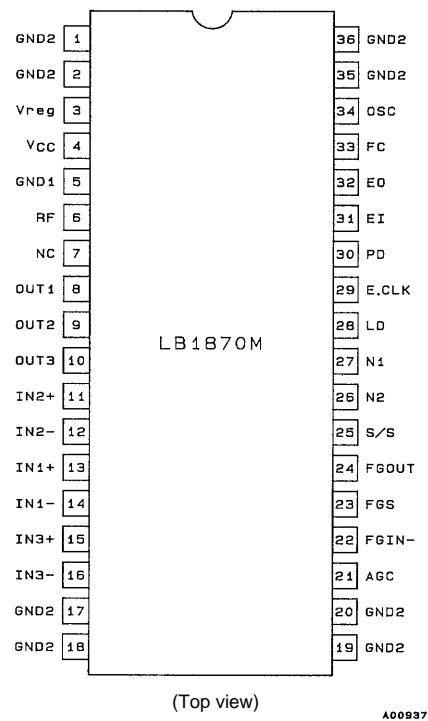 GND2 1 36 GND2
GND2 2 35 GND2
Vreg 3 34 OSC
VCC 4 33 FC
GND1 5 32 EO
RF 6 31 EI
NC 7 30 PD
OUT1 8 29 E.CLK
OUT2 9 28 LD
LB1870M
OUT3 10 27 N1
IN2+ 11 26 N2
IN2- 12 25 S/S
IN1+ 13 24 FGOUT
IN1- 14 23 FGS
IN3+ 15 22 FGIN-
IN3- 16 21 AGC
GND2 17 20 GND2
GND2 18 19 GND2
(Top view)
A00937